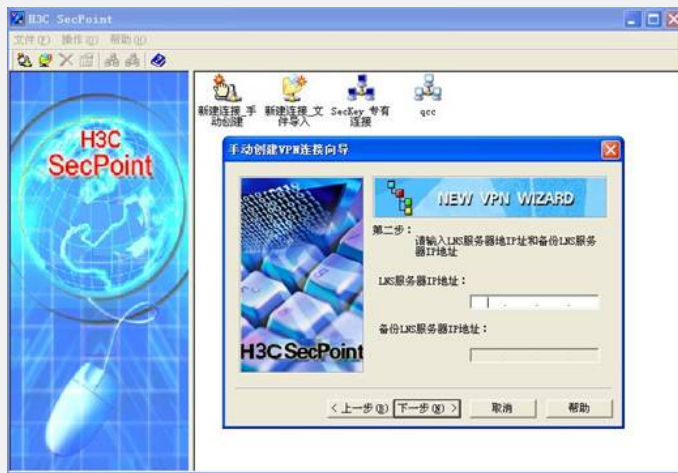 H3C SecPoint
文件(F) 操作(O) 帮助(H)
H3C
SecPoint
新建连接_手
动创建
新建连接_文
件导入
SecKey 专有
连接
qcc
手动创建VPN连接向导
NEW VPN WIZARD
第二步：
请输入LNS服务器地IP址和备份LNS服务
器IP地址
LNS服务器IP地址：
备份LNS服务器IP地址：
H3C SecPoint
< 上一步(B)
下一步(N) >
取消
帮助